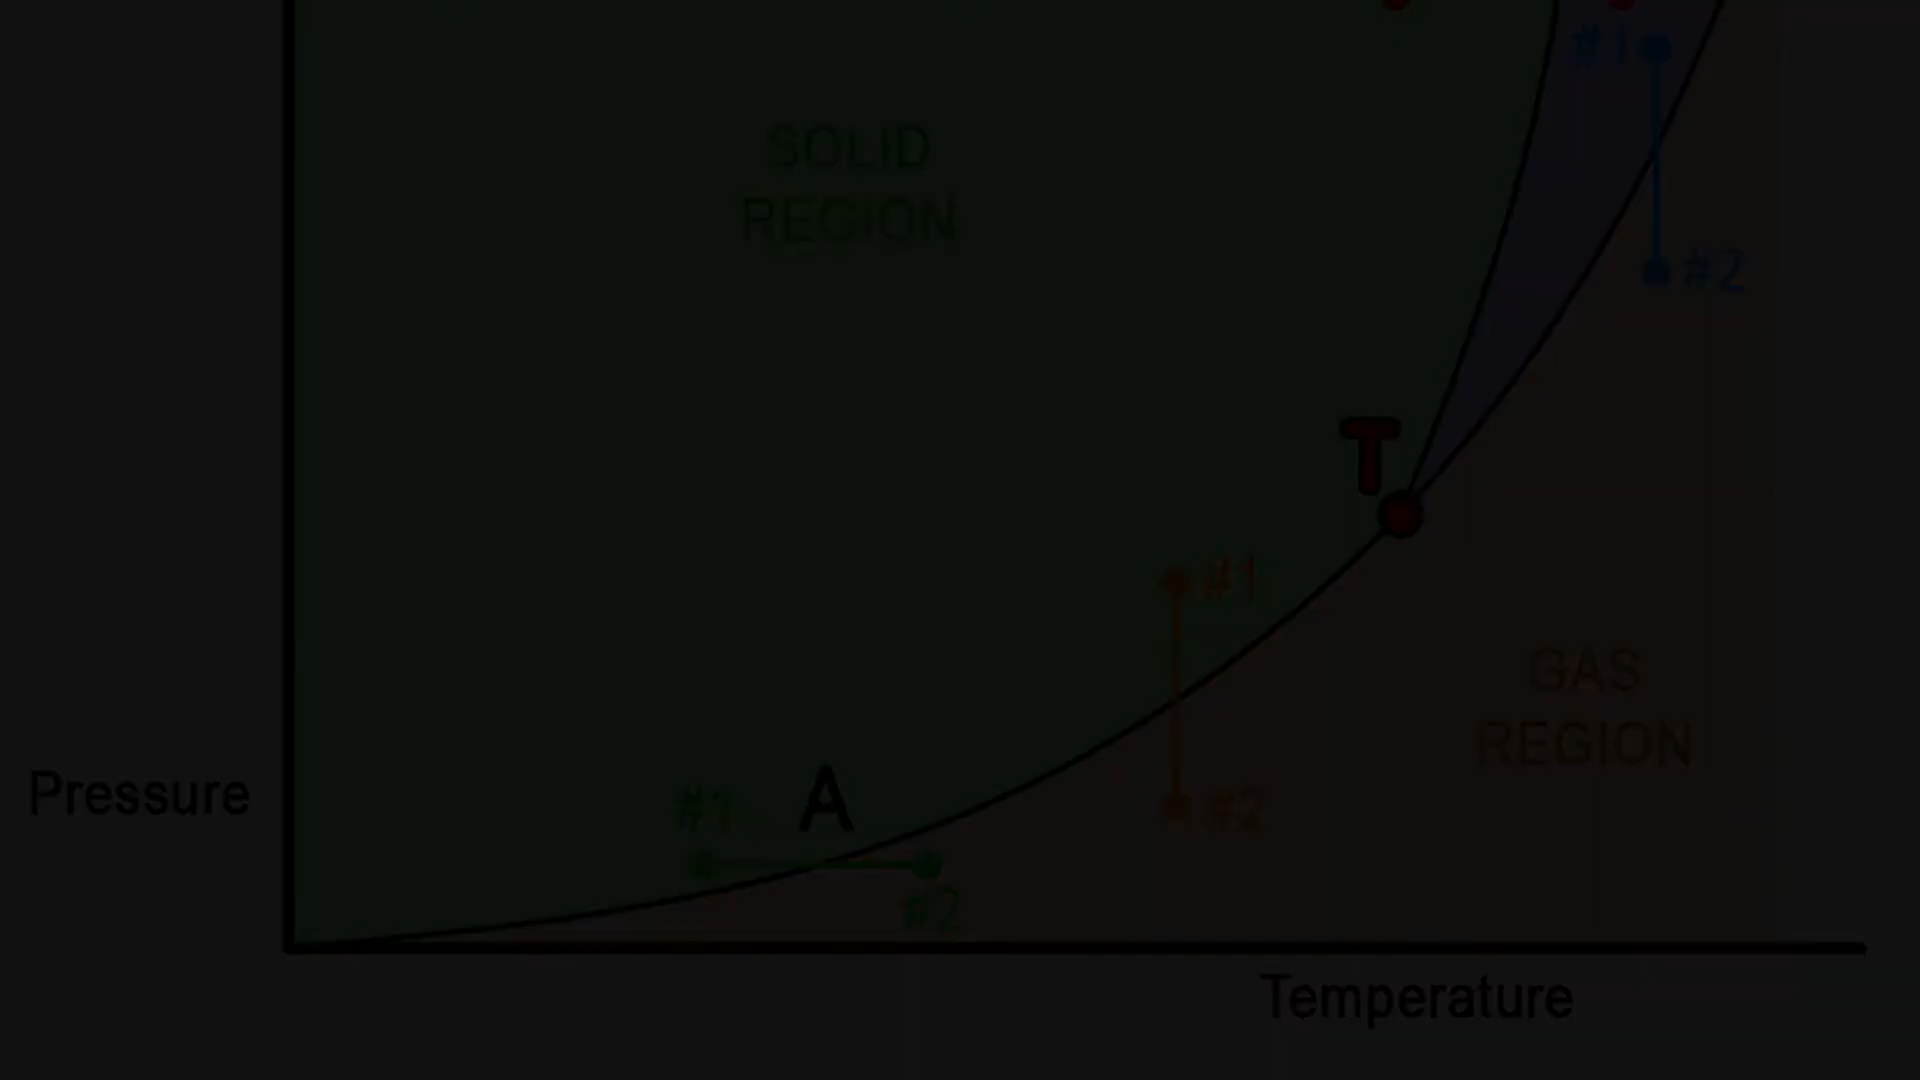 #1
SOLID
REGION
#2
T
#1
GAS
REGION
Pressure
#1
A
#2
#2
Temperature